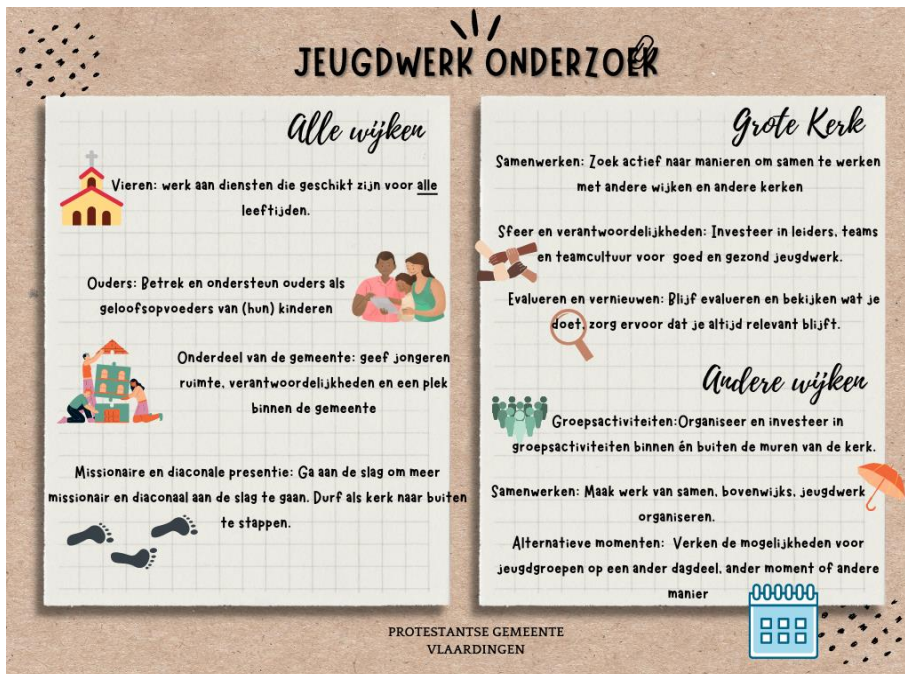 JEUGDWERK ONDERZOEK
Alle wijken
Vieren: werk aan diensten die geschikt zijn voor alle
leeftijden.
Ouders: Betrek en ondersteun ouders als
geloofsopvoeders van (hun) kinderen
Onderdeel van de gemeente: geef jongeren
ruimte, verantwoordelijkheden en een plek
binnen de gemeente
Missionaire en diaconale presentie: Ga aan de slag om meer
missionair en diaconaal aan de slag te gaan. Durf als kerk naar buiten
te stappen.
Grote Kerk
Samenwerken: Zoek actief naar manieren om samen te werken
met andere wijken en andere kerken
Sfeer en verantwoordelijkheden: Investeer in leiders, teams
en teamcultuur voor goed en gezond jeugdwerk.
Evalueren en vernieuwen: Blijf evalueren en bekijken wat je
doet, zorg ervoor dat je altijd relevant blijft.
Andere wijken
Groepsactiviteiten:Organiseer en investeer in
groepsactiviteiten binnen én buiten de muren van de kerk.
Samenwerken: Maak werk van samen, bovenwijks, jeugdwerk
organiseren.
Alternatieve momenten: Verken de mogelijkheden voor
jeugdgroepen op een ander dagdeel, ander moment of andere
manier
PROTESTANTSE GEMEENTE
VLAARDINGEN